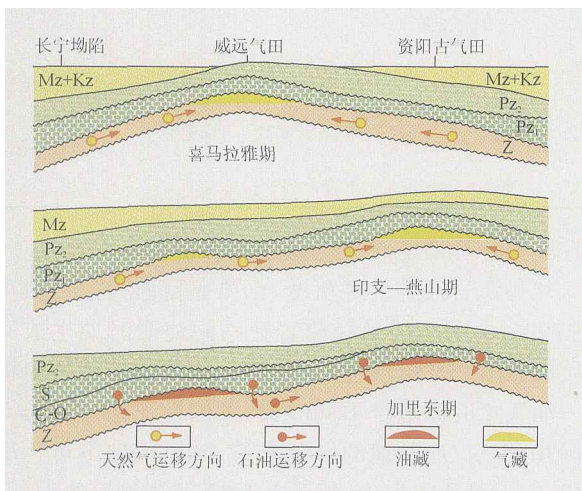 长宁坳陷 威远气田 资阳古气田
Mz+Kz Mz+Kz
Pz₂
Pz₁
Z
喜马拉雅期
Mz
Pz₂
Pz₁
Z
印支—燕山期
Pz₂
S
Є-O
Z
加里东期
天然气运移方向 石油运移方向 油藏 气藏